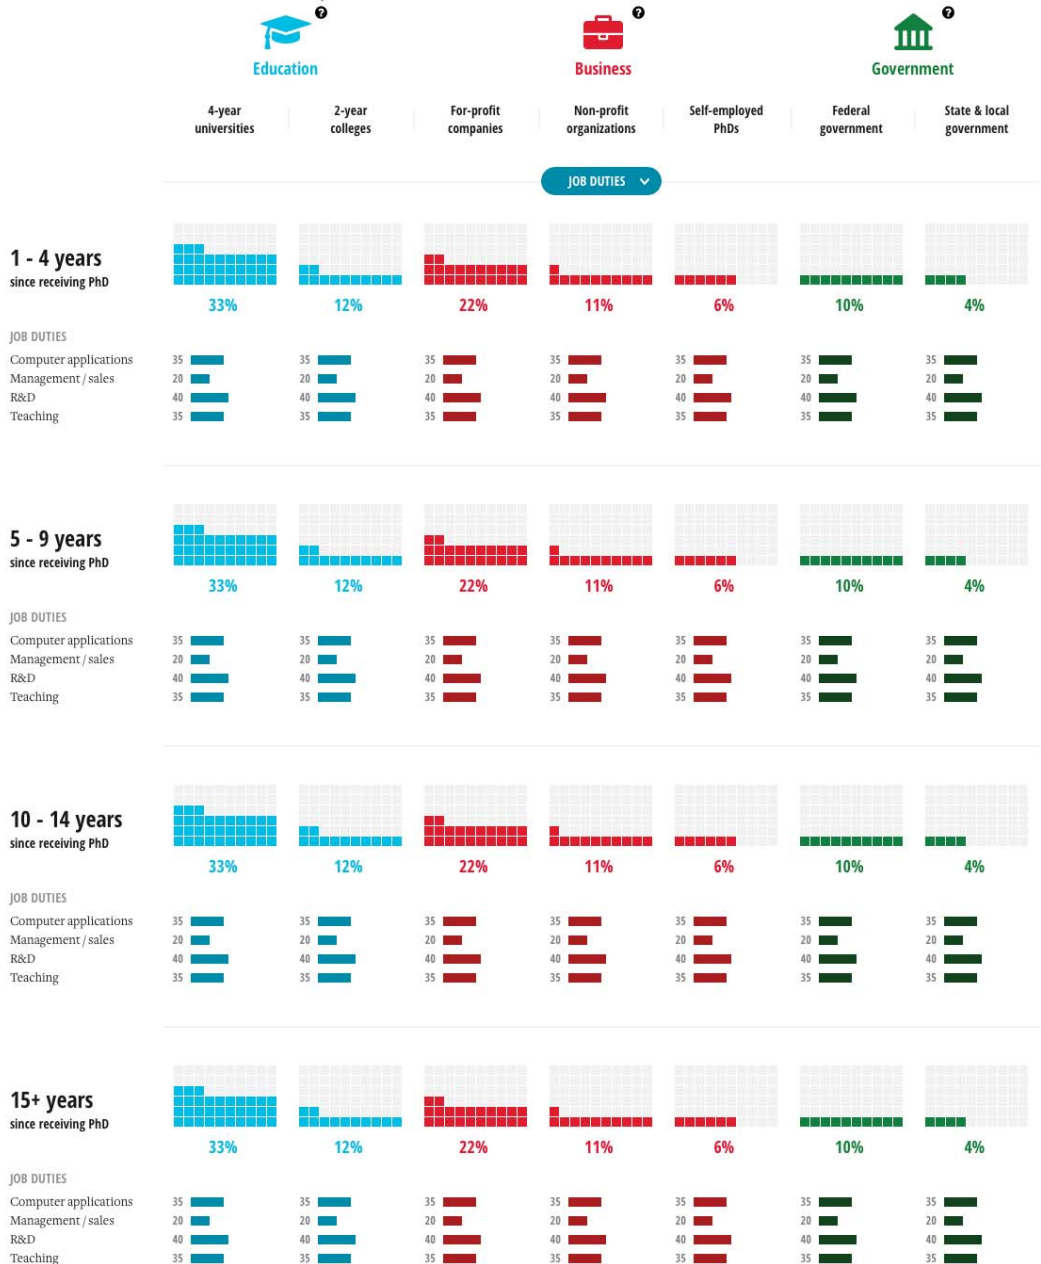 Education Business Government
4-year universities 2-year colleges For-profit companies Non-profit organizations Self-employed PhDs Federal government State & local government
JOB DUTIES
1 - 4 years
since receiving PhD
33% 12% 22% 11% 6% 10% 4%
JOB DUTIES
Computer applications 35 35 35 35 35 35 35
Management / sales 20 20 20 20 20 20 20
R&D 40 40 40 40 40 40 40
Teaching 35 35 35 35 35 35 35
5 - 9 years
since receiving PhD
33% 12% 22% 11% 6% 10% 4%
JOB DUTIES
Computer applications 35 35 35 35 35 35 35
Management / sales 20 20 20 20 20 20 20
R&D 40 40 40 40 40 40 40
Teaching 35 35 35 35 35 35 35
10 - 14 years
since receiving PhD
33% 12% 22% 11% 6% 10% 4%
JOB DUTIES
Computer applications 35 35 35 35 35 35 35
Management / sales 20 20 20 20 20 20 20
R&D 40 40 40 40 40 40 40
Teaching 35 35 35 35 35 35 35
15+ years
since receiving PhD
33% 12% 22% 11% 6% 10% 4%
JOB DUTIES
Computer applications 35 35 35 35 35 35 35
Management / sales 20 20 20 20 20 20 20
R&D 40 40 40 40 40 40 40
Teaching 35 35 35 35 35 35 35